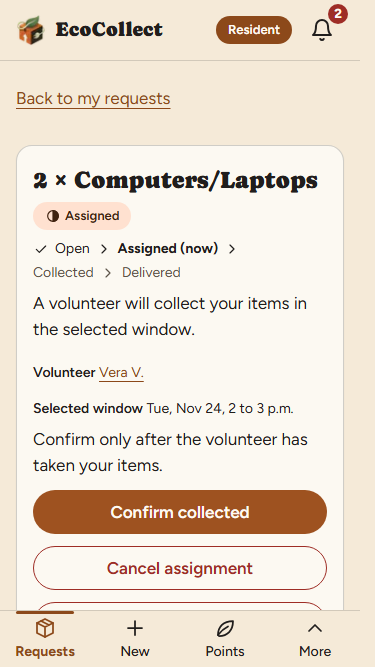 EcoCollect
Resident
2
Back to my requests
2 × Computers/Laptops
Assigned
Open > Assigned (now) >
Collected > Delivered
A volunteer will collect your items in
the selected window.
Volunteer Vera V.
Selected window Tue, Nov 24, 2 to 3 p.m.
Confirm only after the volunteer has
taken your items.
Confirm collected
Cancel assignment
Requests
New
Points
More